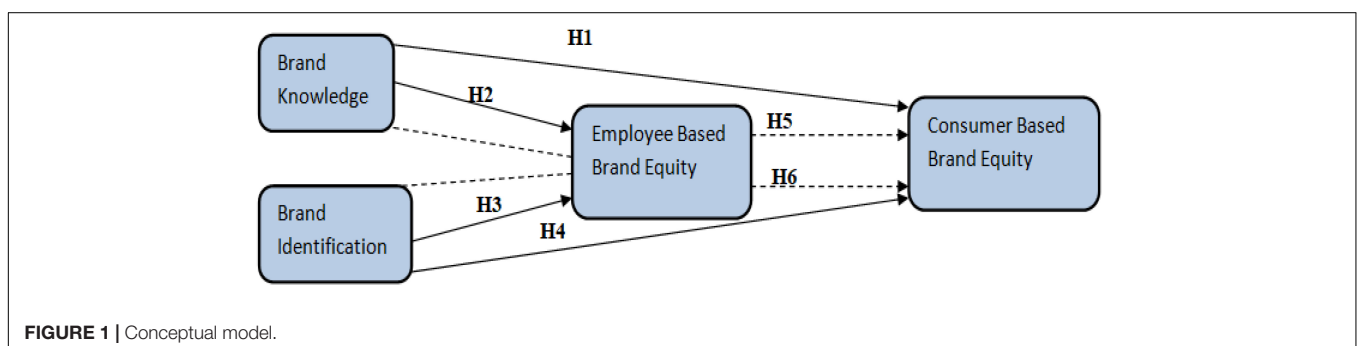 H1
Brand
Knowledge
H2
Employee Based
Brand Equity
H5
Consumer Based
Brand Equity
H6
Brand
Identification
H3
H4
FIGURE 1 | Conceptual model.